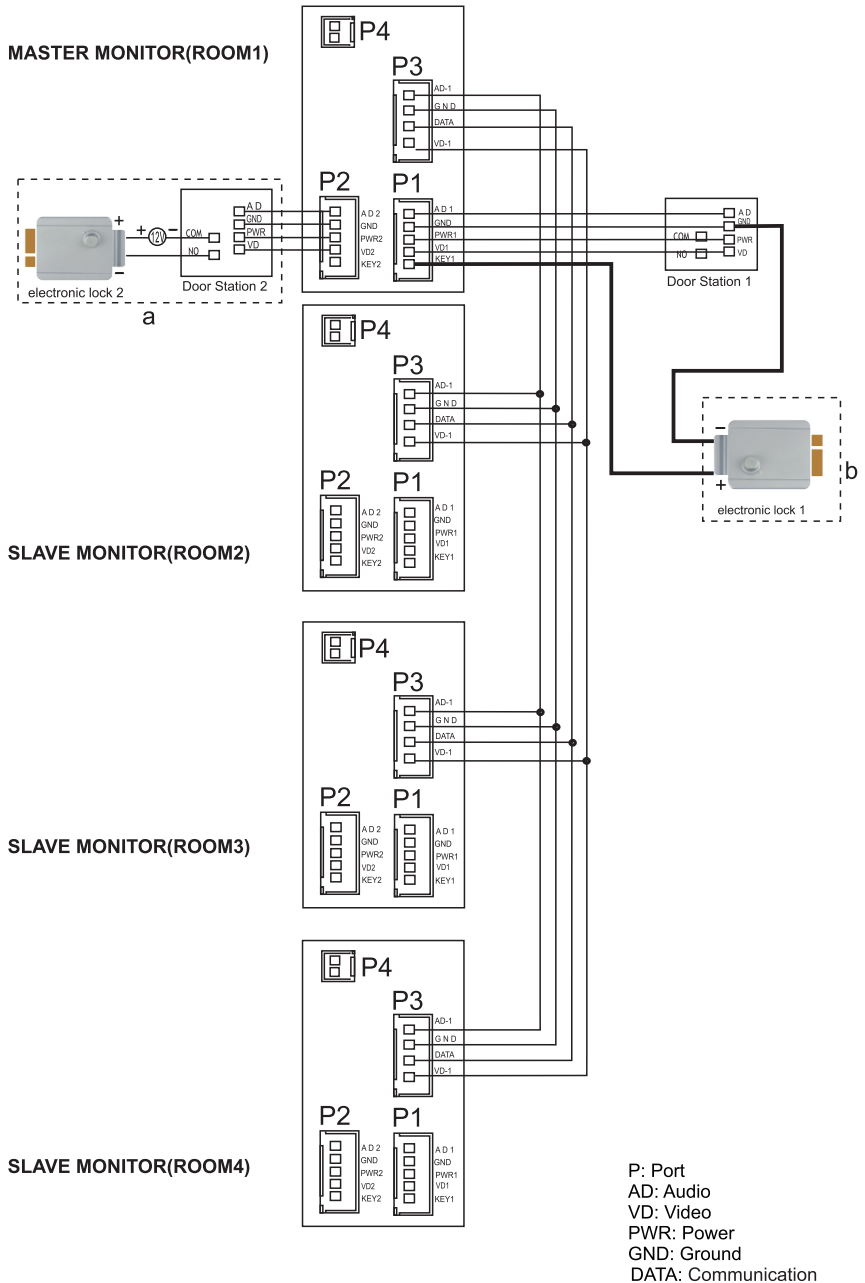 MASTER MONITOR(ROOM1)
P4
P3
AD-1
G N D
DATA
VD-1
P2
A D 2
GND
PWR2
VD2
KEY2
P1
A D 1
GND
PWR1
VD1
KEY1
A D
GND
PWR
VD
COM
NO
+
-
+
12V
-
electronic lock 2
Door Station 2
a
A D
GND
PWR
VD
COM
NO
Door Station 1
-
+
electronic lock 1
b
P4
P3
AD-1
G N D
DATA
VD-1
P2
A D 2
GND
PWR2
VD2
KEY2
P1
A D 1
GND
PWR1
VD1
KEY1
SLAVE MONITOR(ROOM2)
P4
P3
AD-1
G N D
DATA
VD-1
P2
A D 2
GND
PWR2
VD2
KEY2
P1
A D 1
GND
PWR1
VD1
KEY1
SLAVE MONITOR(ROOM3)
P4
P3
AD-1
G N D
DATA
VD-1
P2
A D 2
GND
PWR2
VD2
KEY2
P1
A D 1
GND
PWR1
VD1
KEY1
SLAVE MONITOR(ROOM4)
P: Port
AD: Audio
VD: Video
PWR: Power
GND: Ground
DATA: Communication